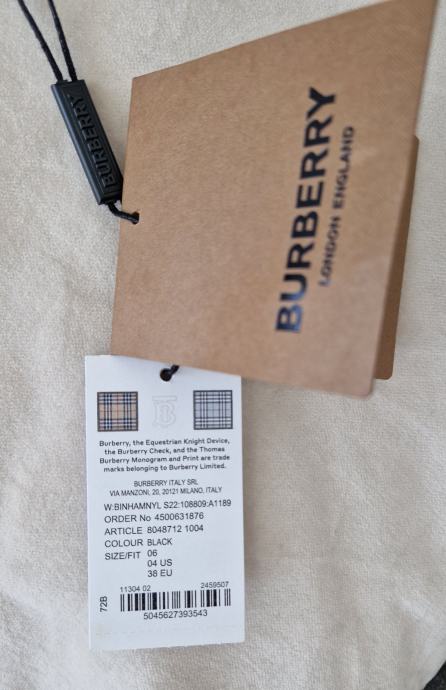 BURBERRY
BURBERRY
LONDON ENGLAND
B
Burberry, the Equestrian Knight Device,
the Burberry Check, and the Thomas
Burberry Monogram and Print are trade
marks belonging to Burberry Limited.
BURBERRY ITALY SRL
VIA MANZONI, 20, 20121 MILANO, ITALY
W:BINHAMNYL S22:108809:A1189
ORDER No 4500631876
ARTICLE 8048712 1004
COLOUR BLACK
SIZE/FIT 06
04 US
38 EU
11304 02 2459507
72B
5045627393543